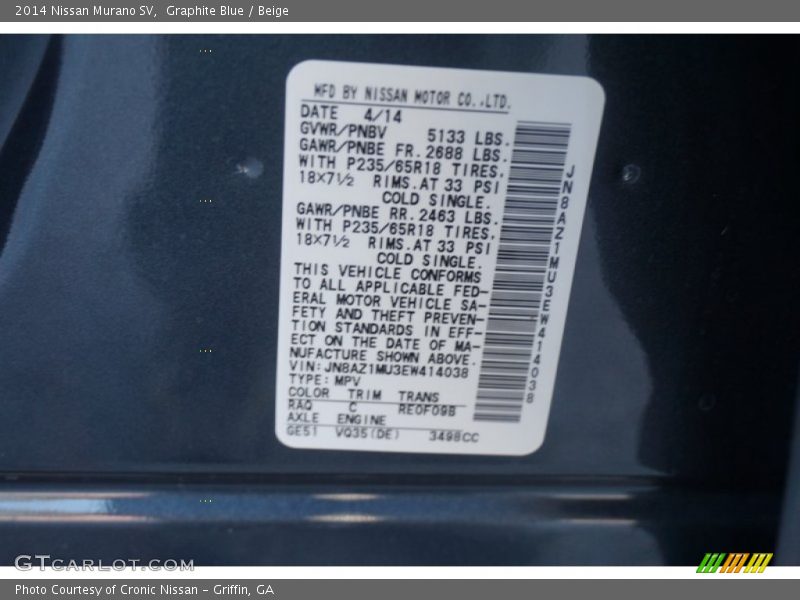 2014 Nissan Murano SV,  Graphite Blue / Beige
MFD BY NISSAN MOTOR CO.,LTD.
DATE 4/14
GVWR/PNBV 5133 LBS.
GAWR/PNBE FR. 2688 LBS.
WITH P235/65R18 TIRES.
18×7½ RIMS. AT 33 PSI
COLD SINGLE.
GAWR/PNBE RR. 2463 LBS.
WITH P235/65R18 TIRES.
18×7½ RIMS. AT 33 PSI
COLD SINGLE.
THIS VEHICLE CONFORMS
TO ALL APPLICABLE FED-
ERAL MOTOR VEHICLE SA-
FETY AND THEFT PREVEN-
TION STANDARDS IN EFF-
ECT ON THE DATE OF MA-
NUFACTURE SHOWN ABOVE.
VIN: JN8AZ1MU3EW414038
TYPE: MPV
COLOR TRIM TRANS
RAQ C RE0F09B
AXLE ENGINE
GE51 VQ35(DE) 3498CC
JN8AZ1MU3EW414038
GTCARLOT.COM
Photo Courtesy of Cronic Nissan - Griffin, GA